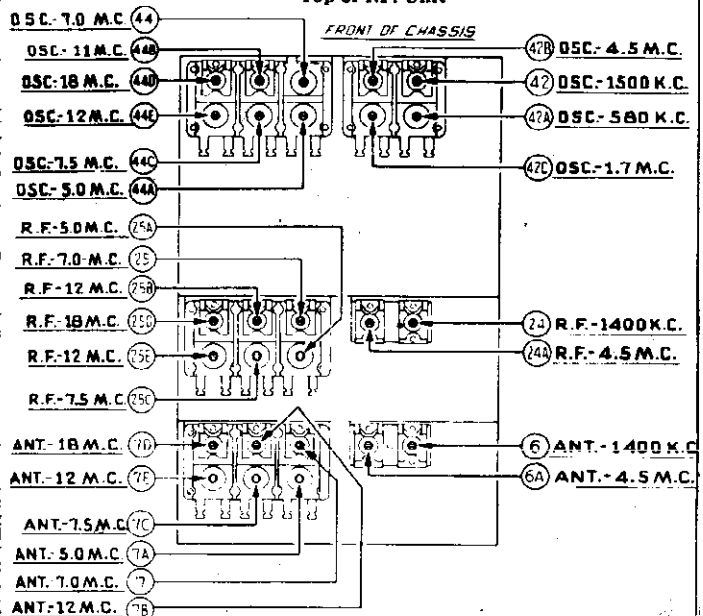 FRONT OF CHASSIS
OSC.-7.0 M.C. 44
OSC.-11 M.C. 44B
OSC-18 M.C. 44D
OSC.-12 M.C. 44E
OSC.-7.5 M.C. 44C
OSC.-5.0 M.C. 44A
42B OSC.-4.5 M.C.
42 OSC.-1500 K.C.
42A OSC.-580 K.C.
42C OSC.-1.7 M.C.
R.F.-5.0 M.C. 25A
R.F.-7.0 M.C. 25
R.F.-12 M.C. 25B
R.F.-18 M.C. 25D
R.F.-12 M.C. 25E
R.F.-7.5 M.C. 25C
24 R.F.-1400 K.C.
24A R.F.-4.5 M.C.
ANT.-18 M.C. 7D
ANT.-12 M.C. 7E
ANT.-7.5 M.C. 7C
ANT.-5.0 M.C. 7A
ANT.-7.0 M.C. 7
ANT.-12 M.C. 7B
6 ANT.-1400 K.C
6A ANT.-4.5 M.C.